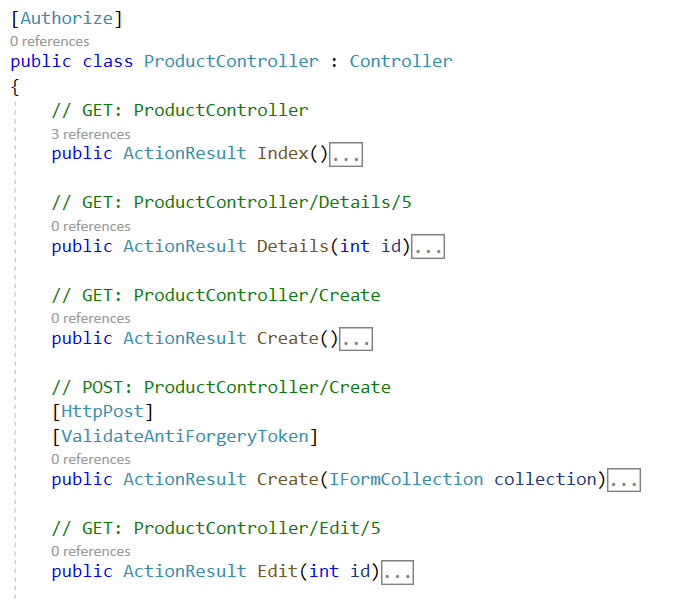 [Authorize]
0 references
public class ProductController : Controller
{
// GET: ProductController
3 references
public ActionResult Index()...
// GET: ProductController/Details/5
0 references
public ActionResult Details(int id)...
// GET: ProductController/Create
0 references
public ActionResult Create()...
// POST: ProductController/Create
[HttpPost]
[ValidateAntiForgeryToken]
0 references
public ActionResult Create(IFormCollection collection)...
// GET: ProductController/Edit/5
0 references
public ActionResult Edit(int id)...